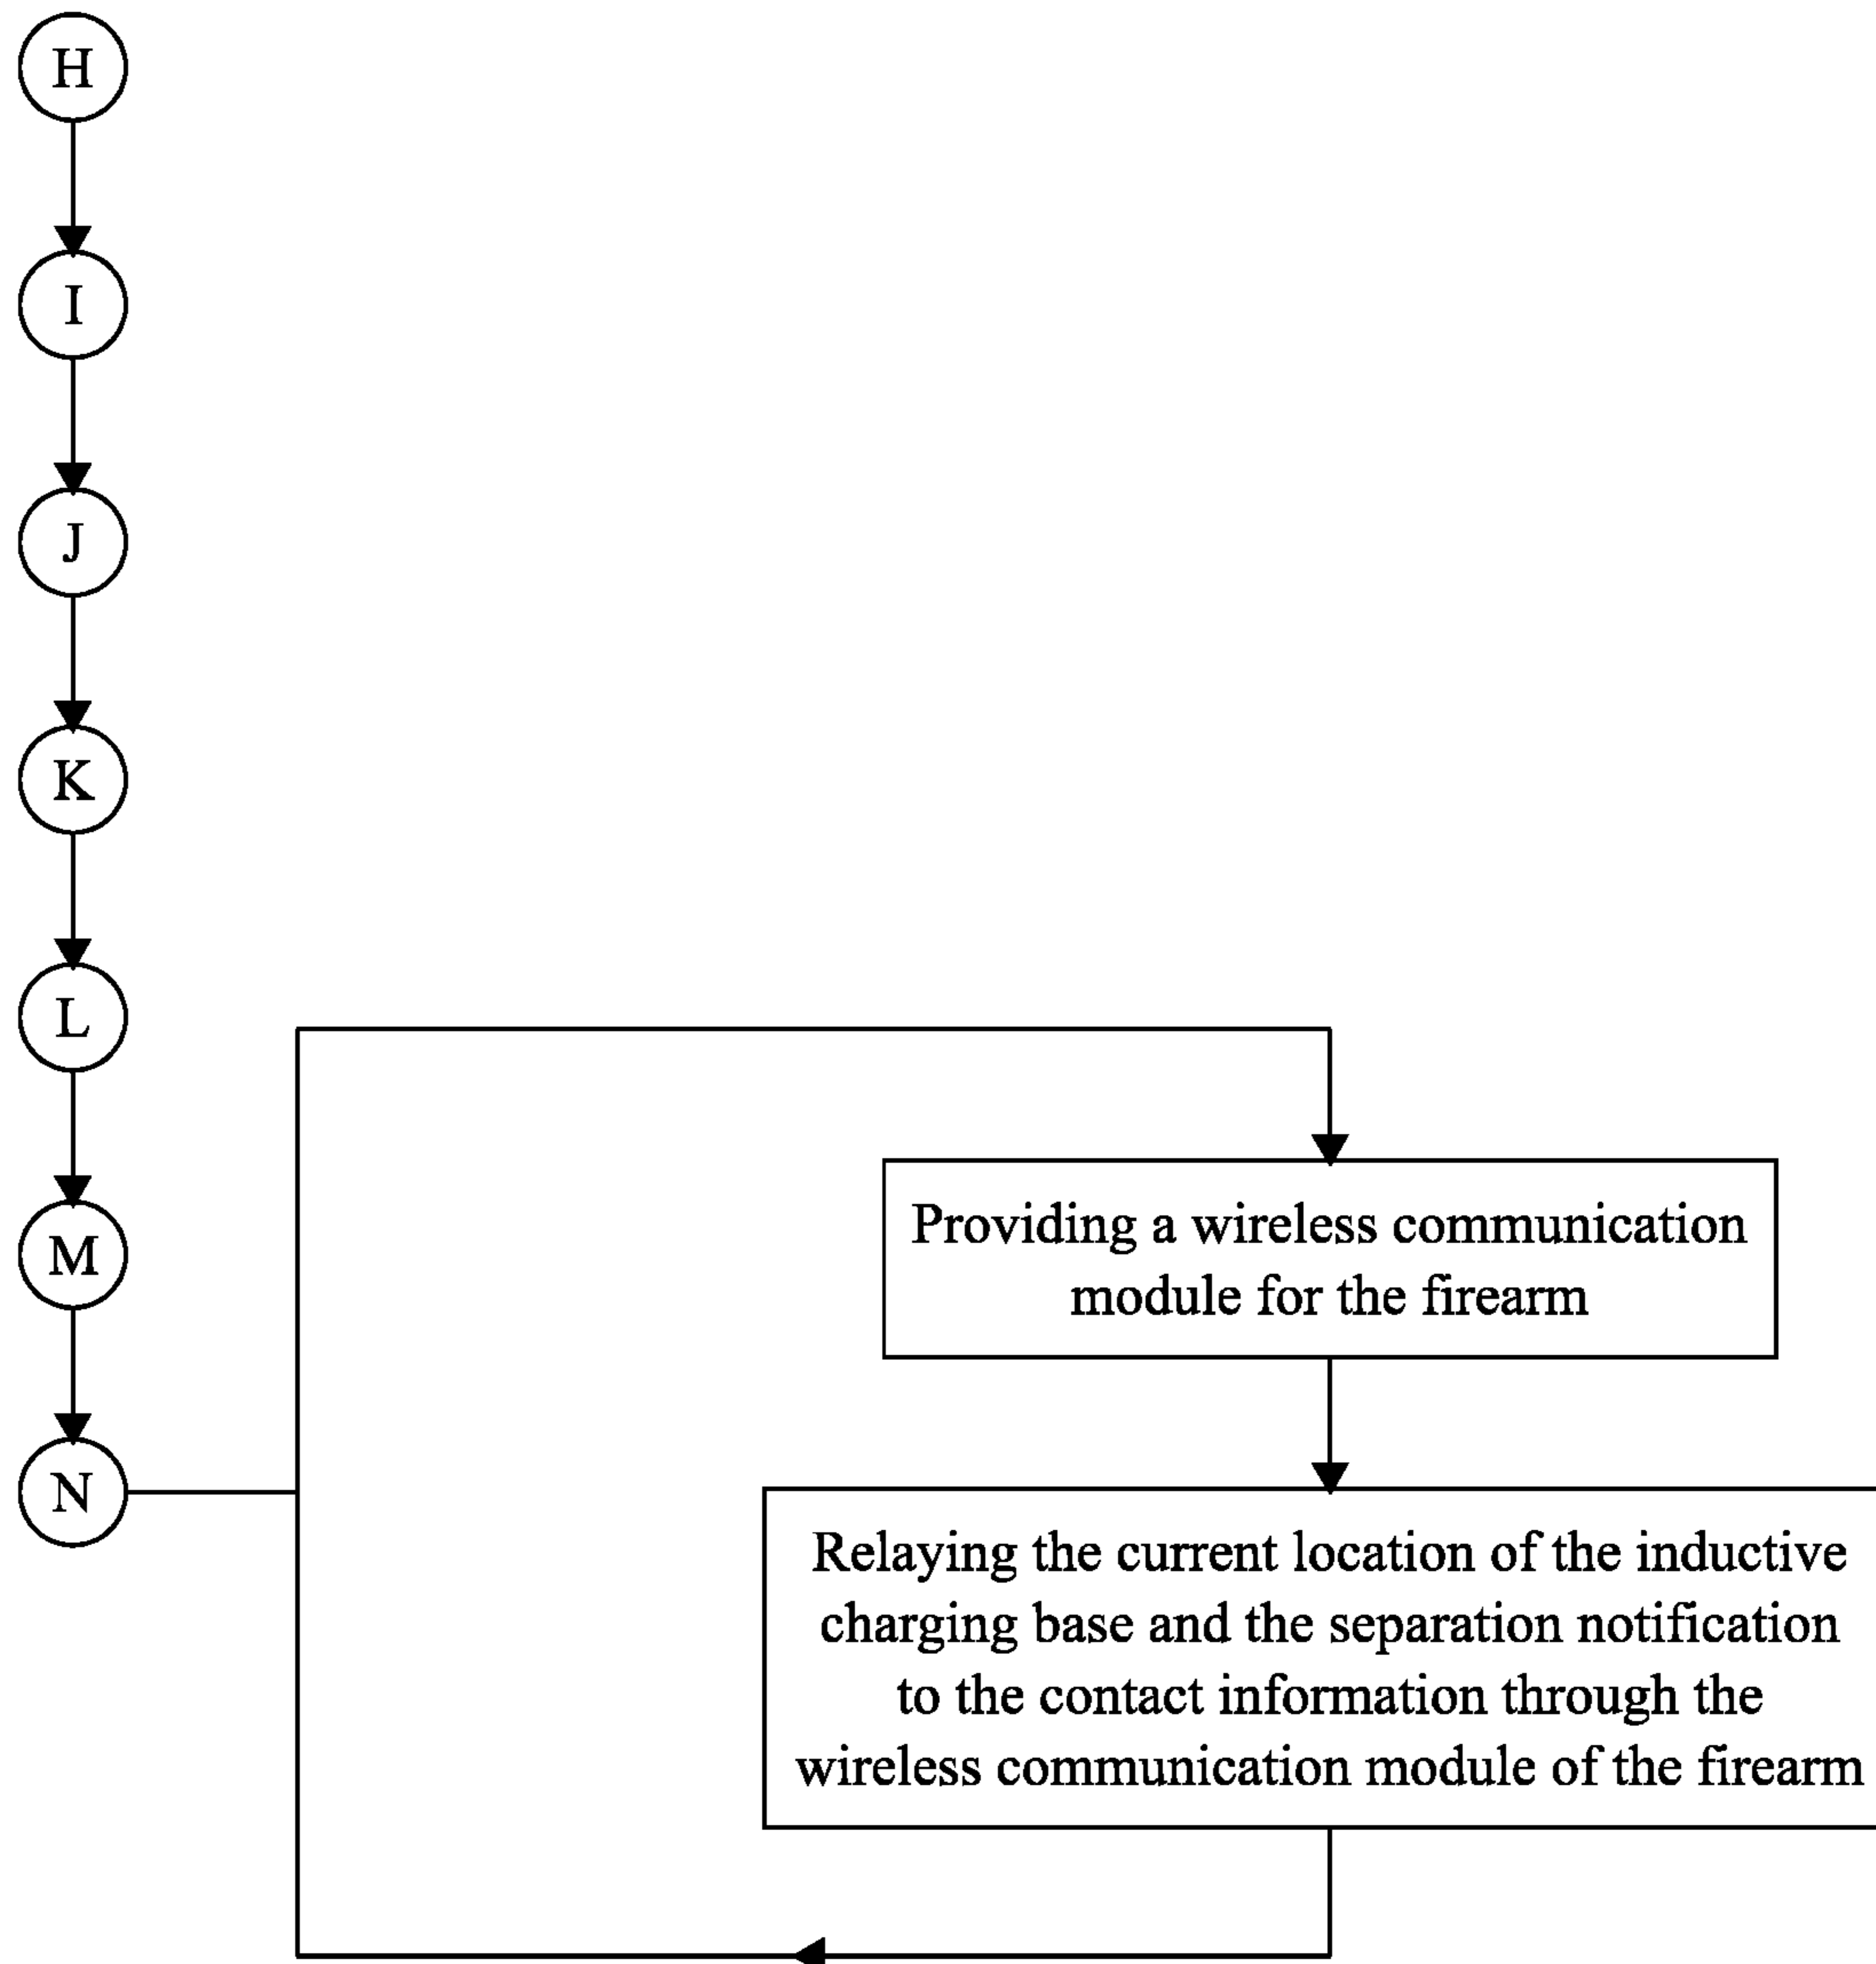 H
I
J
K
L
M
N
Providing a wireless communication
module for the firearm
Relaying the current location of the inductive
charging base and the separation notification
to the contact information through the
wireless communication module of the firearm